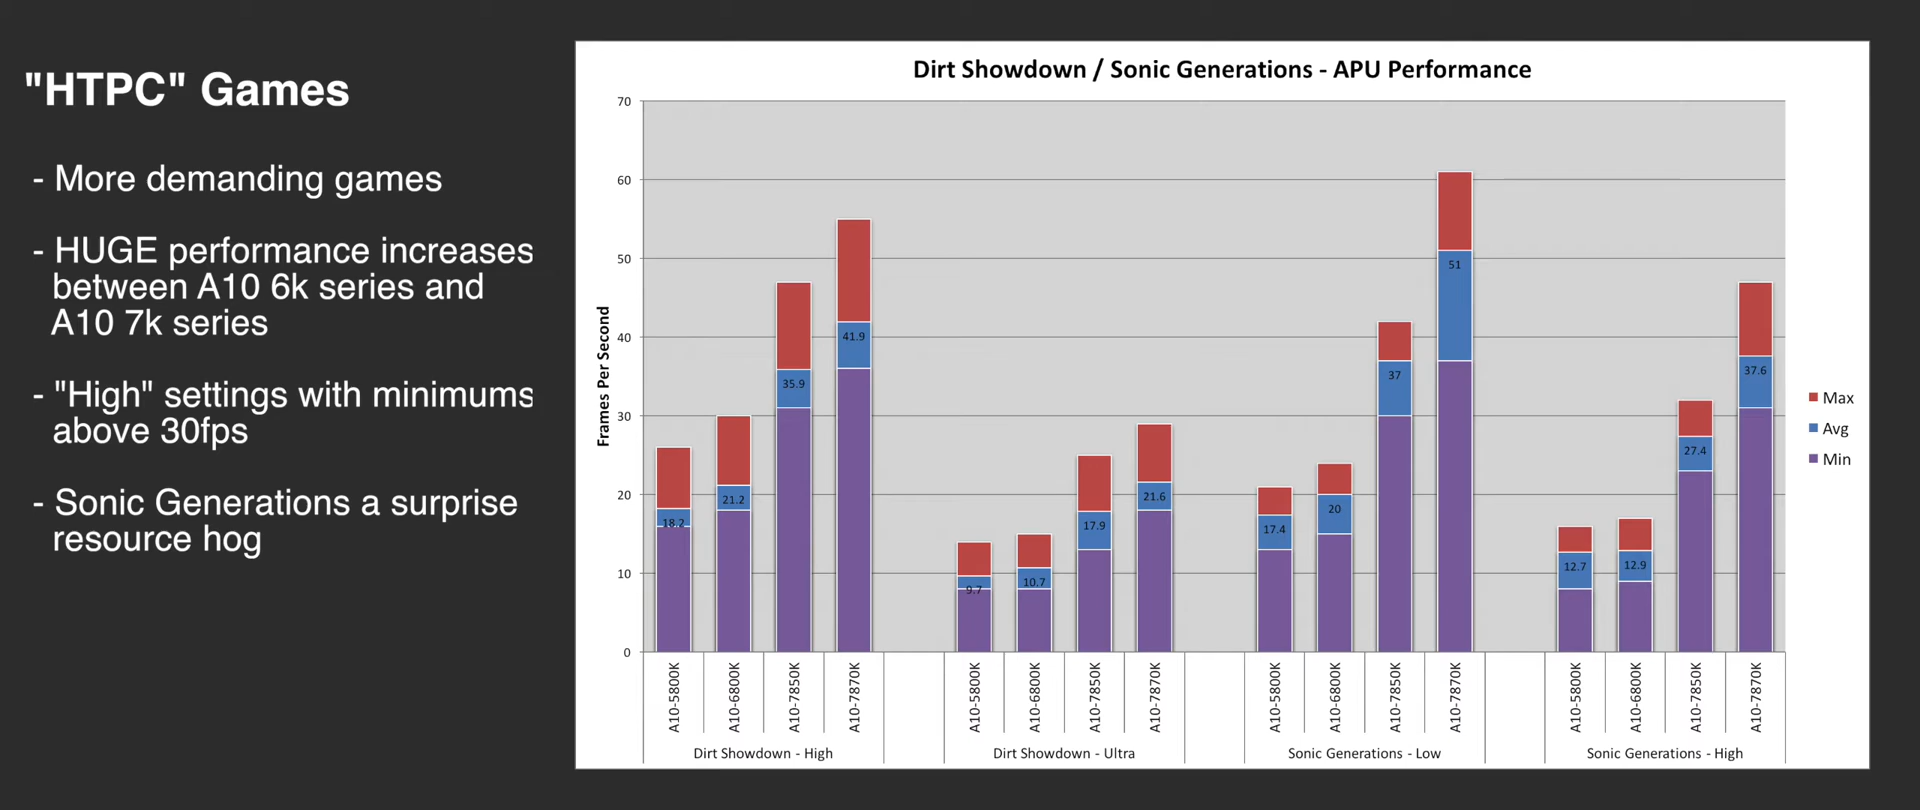 "HTPC" Games
- More demanding games
- HUGE performance increases
between A10 6k series and
A10 7k series
- "High" settings with minimums
above 30fps
- Sonic Generations a surprise
resource hog
Dirt Showdown / Sonic Generations - APU Performance
Frames Per Second
70
60
50
40
30
20
10
0
18.2
21.2
35.9
41.9
9.7
10.7
17.9
21.6
17.4
20
37
51
12.7
12.9
27.4
37.6
Max
Avg
Min
A10-5800K
A10-6800K
A10-7850K
A10-7870K
A10-5800K
A10-6800K
A10-7850K
A10-7870K
A10-5800K
A10-6800K
A10-7850K
A10-7870K
A10-5800K
A10-6800K
A10-7850K
A10-7870K
Dirt Showdown - High
Dirt Showdown - Ultra
Sonic Generations - Low
Sonic Generations - High